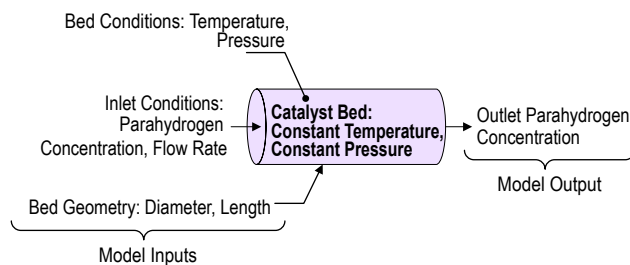 Bed Conditions: Temperature,
Pressure
Inlet Conditions:
Parahydrogen
Concentration, Flow Rate
Catalyst Bed:
Constant Temperature,
Constant Pressure
Outlet Parahydrogen
Concentration
Model Output
Bed Geometry: Diameter, Length
Model Inputs